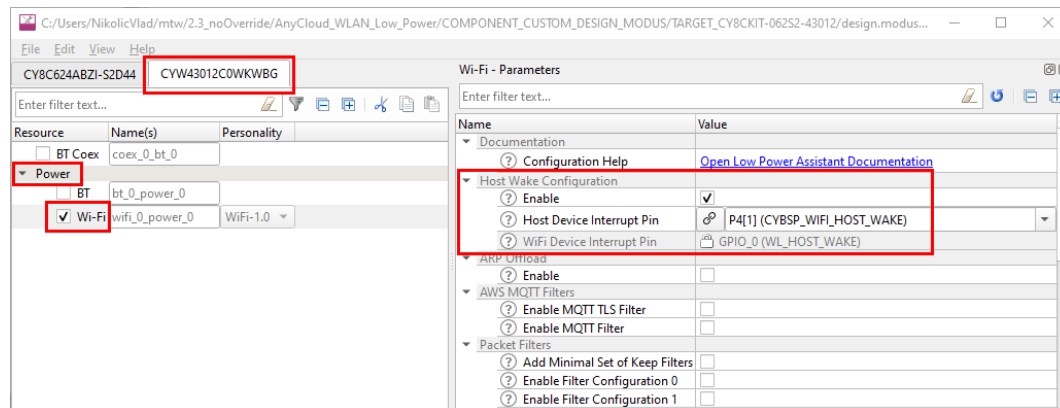 C:/Users/NikolicVlad/mtw/2.3_noOverride/AnyCloud_WLAN_Low_Power/COMPONENT_CUSTOM_DESIGN_MODUS/TARGET_CY8CKIT-062S2-43012/design.modus...
File Edit View Help
CY8C624ABZI-S2D44 CYW43012C0WKWBG
Enter filter text...
Resource Name(s) Personality
BT Coex coex_0_bt_0
Power
BT bt_0_power_0
Wi-Fi wifi_0_power_0 WiFi-1.0
Wi-Fi - Parameters
Enter filter text...
Name Value
Documentation
Configuration Help Open Low Power Assistant Documentation
Host Wake Configuration
Enable
Host Device Interrupt Pin P4[1] (CYBSP_WIFI_HOST_WAKE)
WiFi Device Interrupt Pin GPIO_0 (WL_HOST_WAKE)
ARP Offload
Enable
AWS MQTT Filters
Enable MQTT TLS Filter
Enable MQTT Filter
Packet Filters
Add Minimal Set of Keep Filters
Enable Filter Configuration 0
Enable Filter Configuration 1